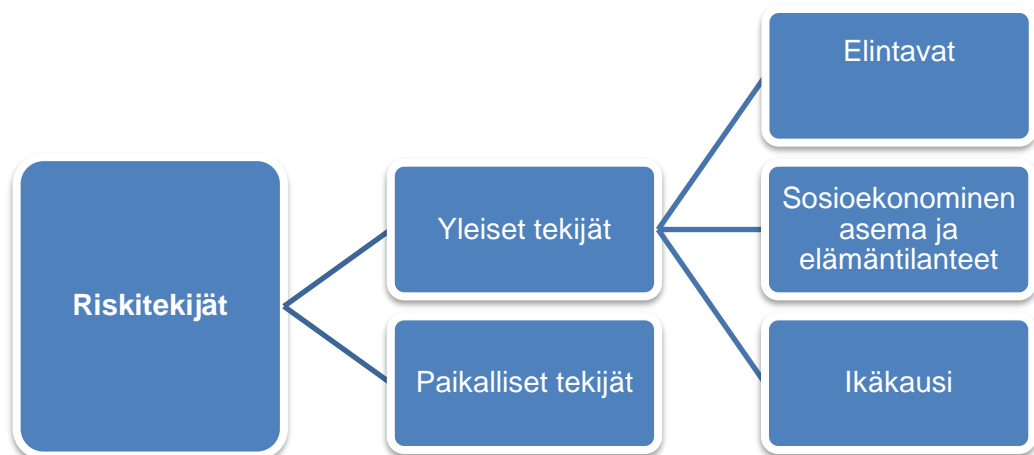 Riskitekijät
Yleiset tekijät
Paikalliset tekijät
Elintavat
Sosioekonominen
asema ja
elämäntilanteet
Ikäkausi